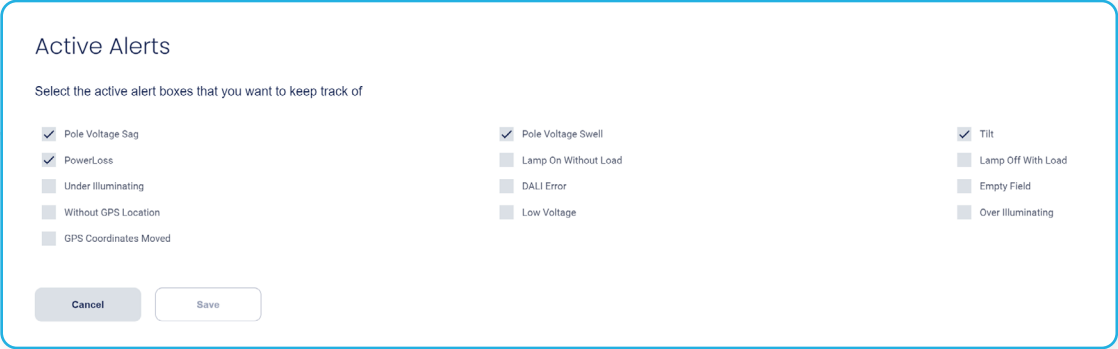 Active Alerts
Select the active alert boxes that you want to keep track of
Pole Voltage Sag
Pole Voltage Swell
Tilt
PowerLoss
Lamp On Without Load
Lamp Off With Load
Under Illuminating
DALI Error
Empty Field
Without GPS Location
Low Voltage
Over Illuminating
GPS Coordinates Moved
Cancel
Save